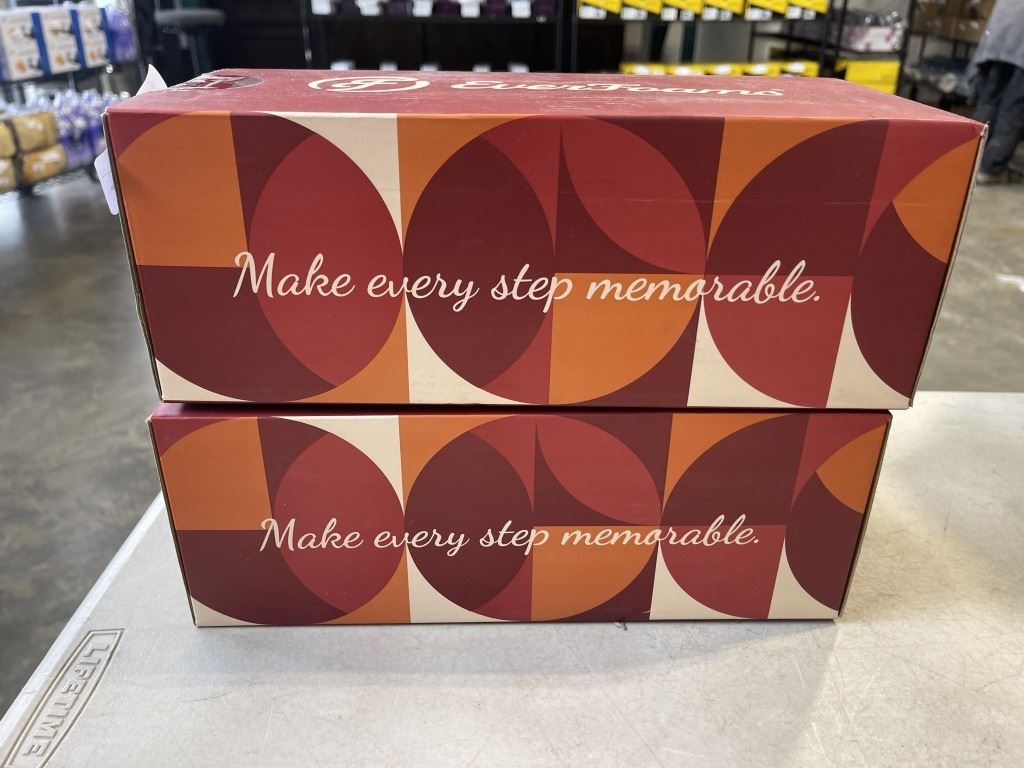 EverFoams
Make every step memorable.
Make every step memorable.
LIFETIME